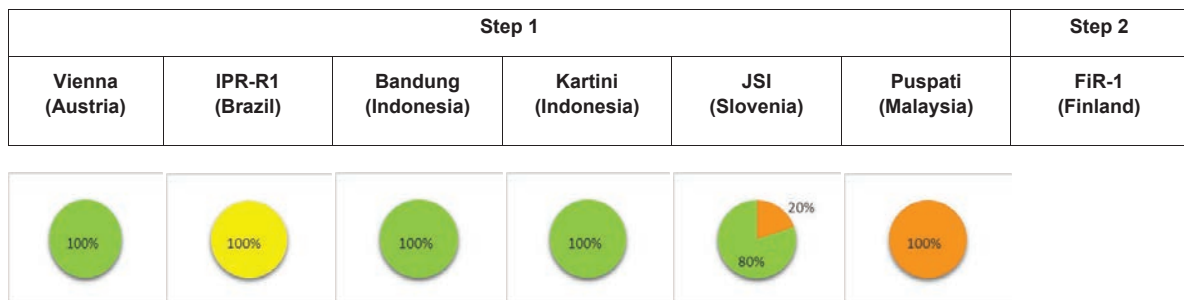 Step 1 Step 2
Vienna (Austria)
IPR-R1 (Brazil)
Bandung (Indonesia)
Kartini (Indonesia)
JSI (Slovenia)
Puspati (Malaysia)
FiR-1 (Finland)
100%
100%
100%
100%
20%
80%
100%